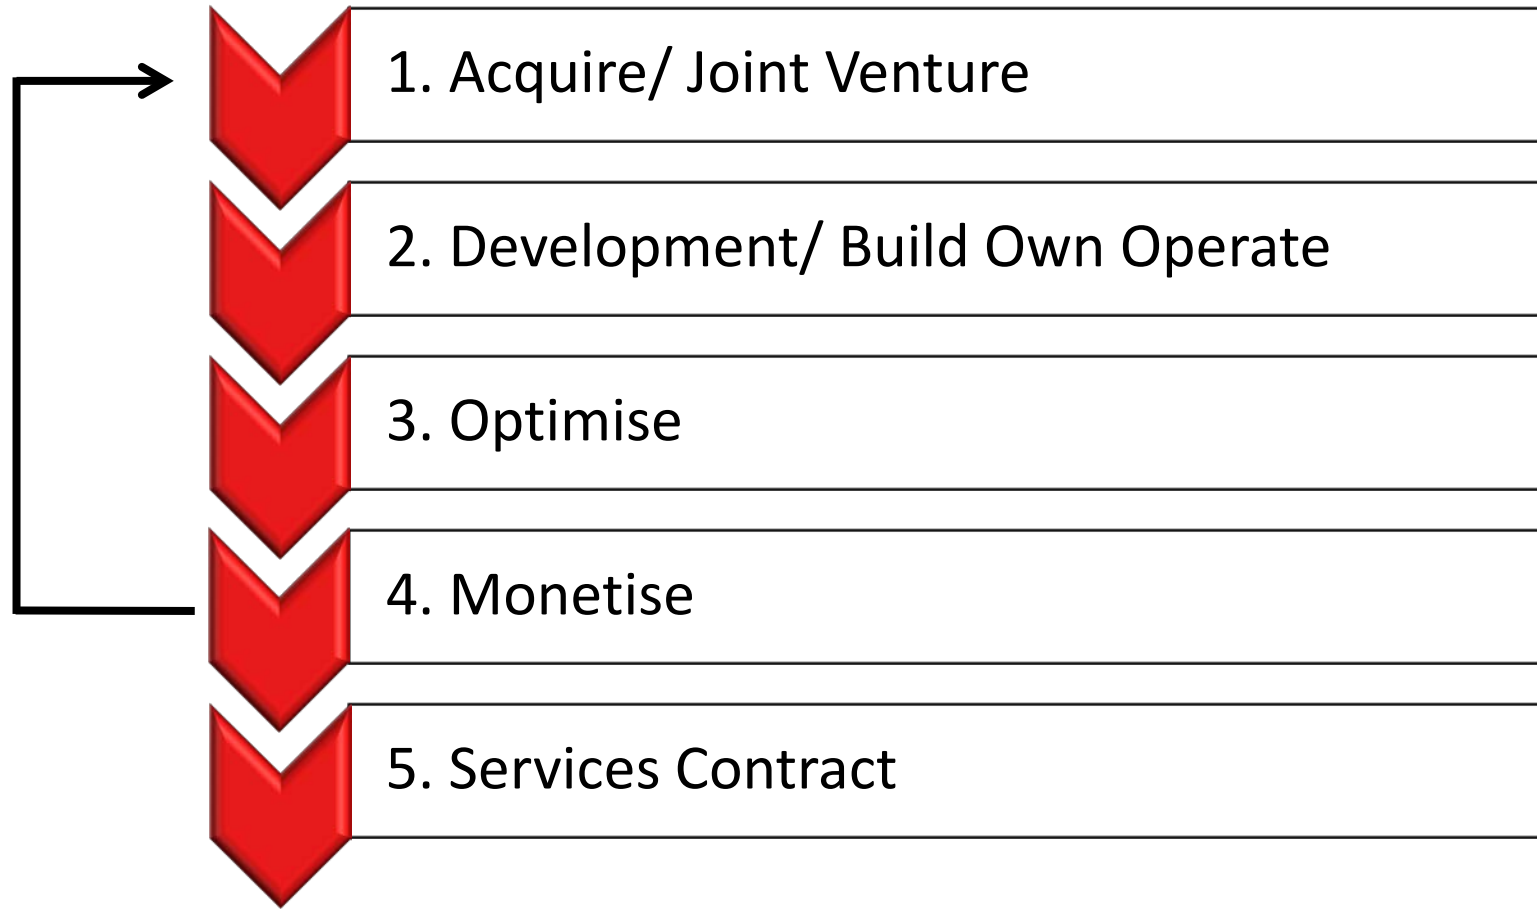 1. Acquire/ Joint Venture
2. Development/ Build Own Operate
3. Optimise
4. Monetise
5. Services Contract